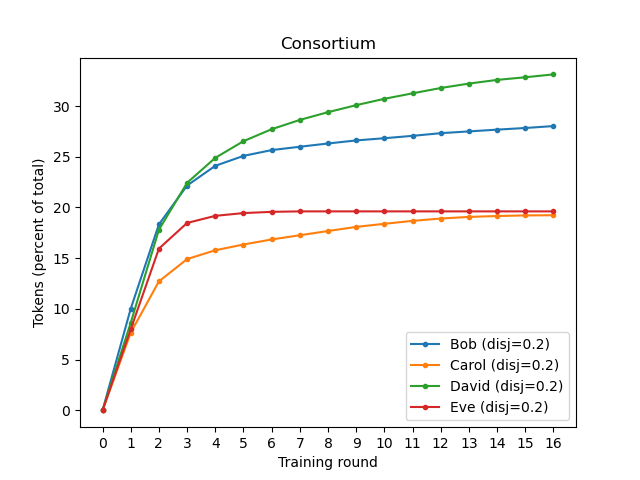 Consortium
Tokens (percent of total)
30
25
20
15
10
5
0
Bob (disj=0.2)
Carol (disj=0.2)
David (disj=0.2)
Eve (disj=0.2)
0 1 2 3 4 5 6 7 8 9 10 11 12 13 14 15 16
Training round